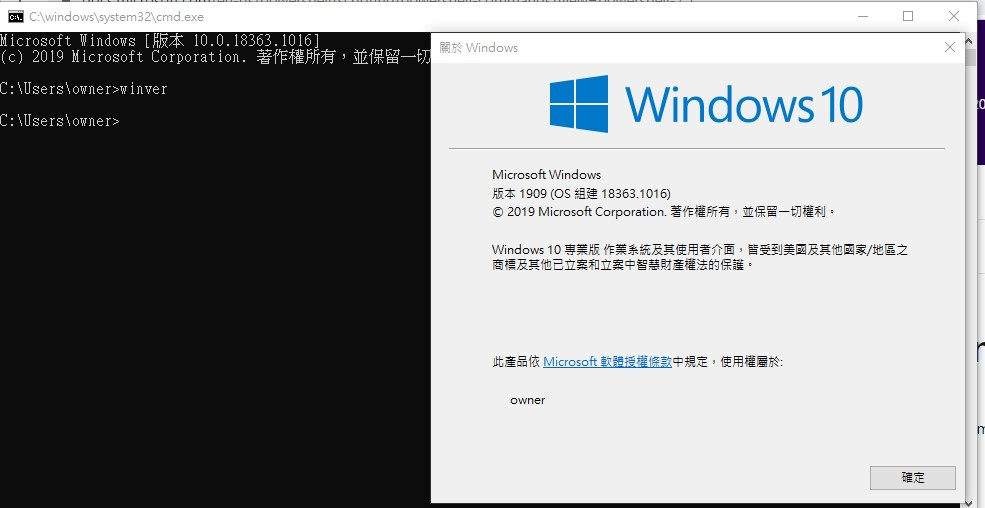 C:\windows\system32\cmd.exe
Microsoft Windows [版本 10.0.18363.1016]
(c) 2019 Microsoft Corporation. 著作權所有，並保留一切
C:\Users\owner>winver
C:\Users\owner>
關於 Windows
Windows 10
Microsoft Windows
版本 1909 (OS 組建 18363.1016)
© 2019 Microsoft Corporation. 著作權所有，並保留一切權利。
Windows 10 專業版 作業系統及其使用者介面，皆受到美國及其他國家/地區之
商標及其他已立案和立案中智慧財產權法的保護。
此產品依 Microsoft 軟體授權條款中規定，使用權屬於:
owner
確定